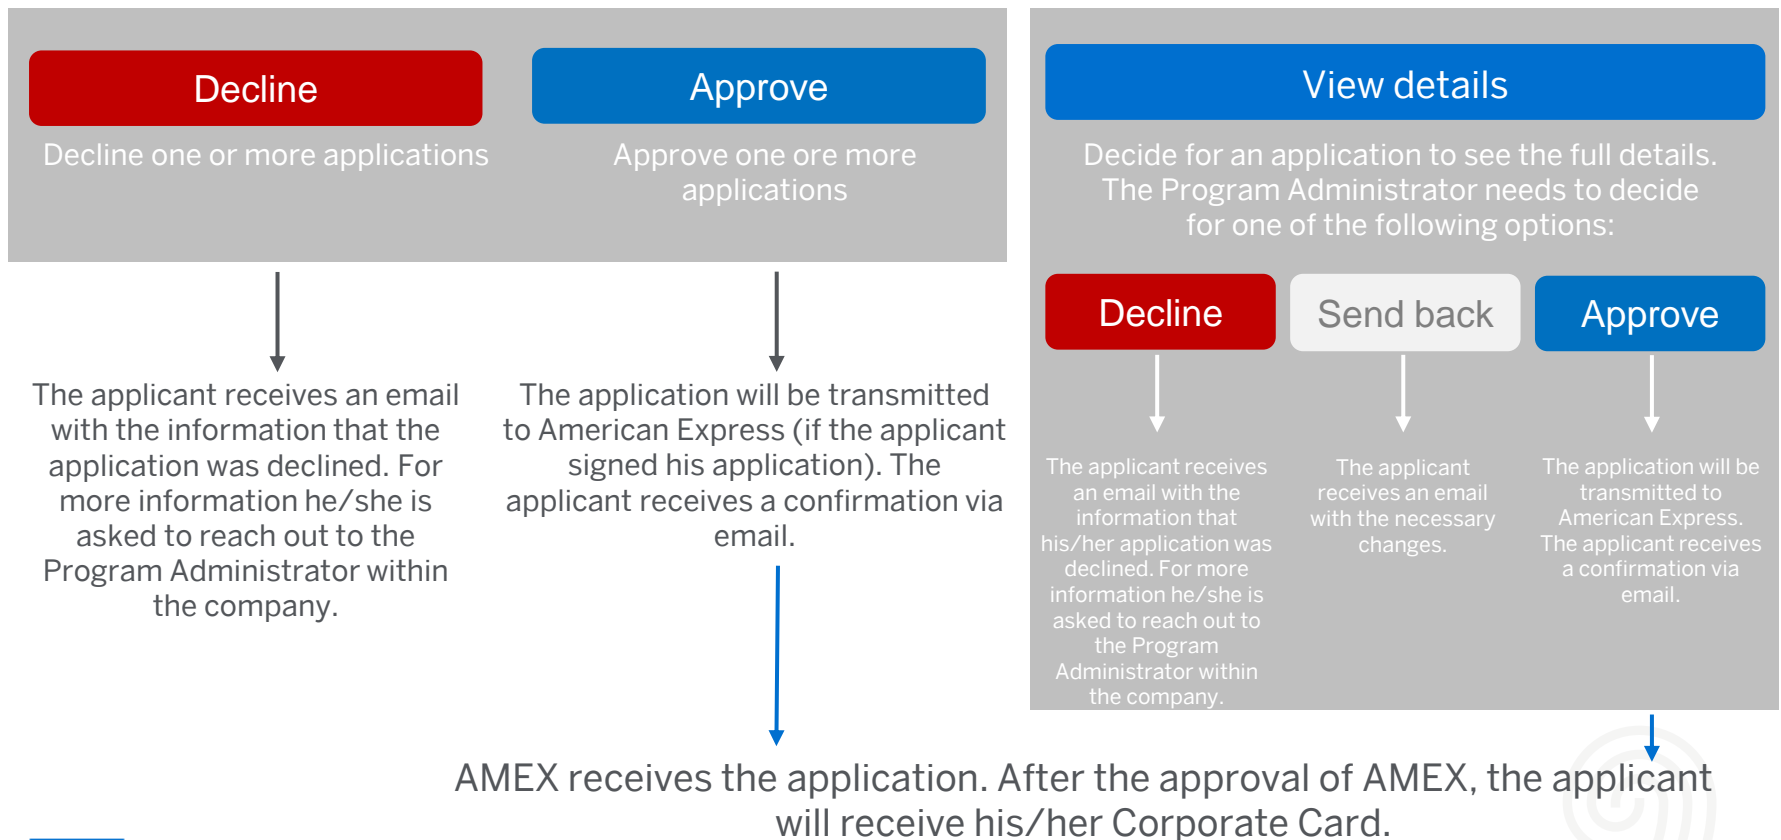 Decline
Decline one or more applications
The applicant receives an email
with the information that the
application was declined. For
more information he/she is
asked to reach out to the
Program Administrator within
the company.
Approve
Approve one ore more
applications
The application will be transmitted
to American Express (if the applicant
signed his application). The
applicant receives a confirmation via
email.
View details
Decide for an application to see the full details.
The Program Administrator needs to decide
for one of the following options:
Decline
The applicant receives
an email with the
information that
his/her application was
declined. For more
information he/she is
asked to reach out to
the Program
Administrator within
the company.
Send back
The applicant
receives an email
with the necessary
changes.
Approve
The application will be
transmitted to
American Express.
The applicant receives
a confirmation via
email.
AMEX receives the application. After the approval of AMEX, the applicant
will receive his/her Corporate Card.